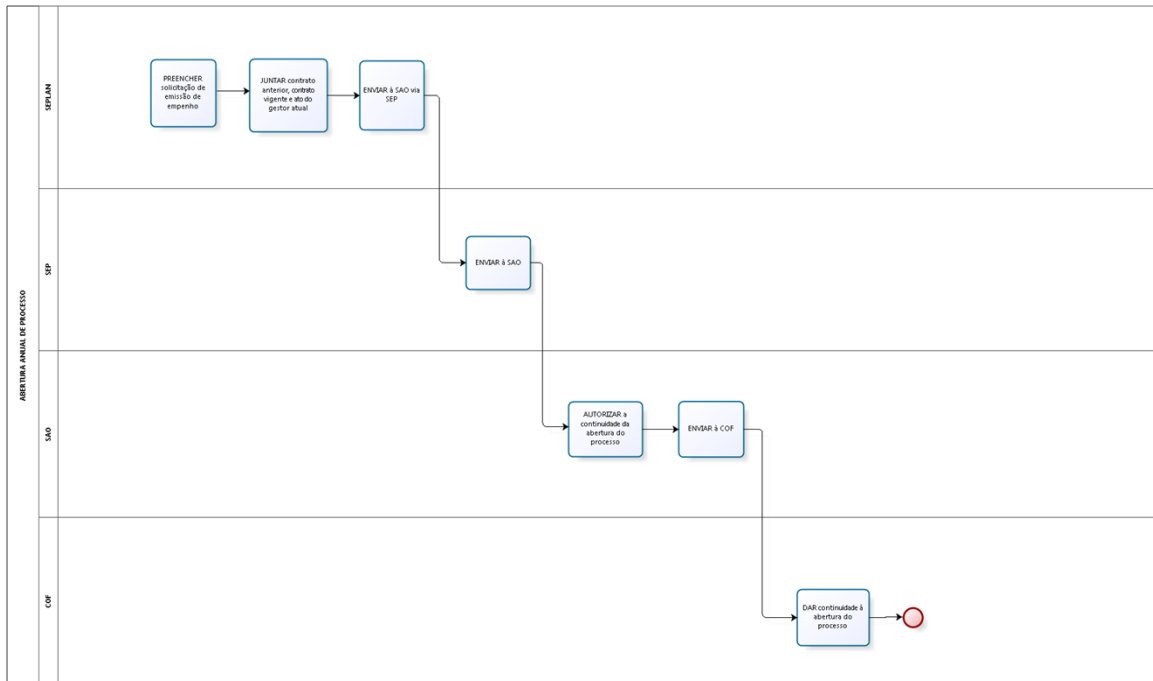 ABERTURA ANUAL DE PROCESSO
SEPLAN
PREENCHER
solicitação de
emissão de
empenho
JUNTAR contrato
anterior, contrato
vigente e ato do
gestor atual
ENVIAR à SAO via
SEP
SEP
ENVIAR à SAO
SAO
AUTORIZAR a
continuidade da
abertura do
processo
ENVIAR à COF
COF
DAR continuidade à
abertura do
processo